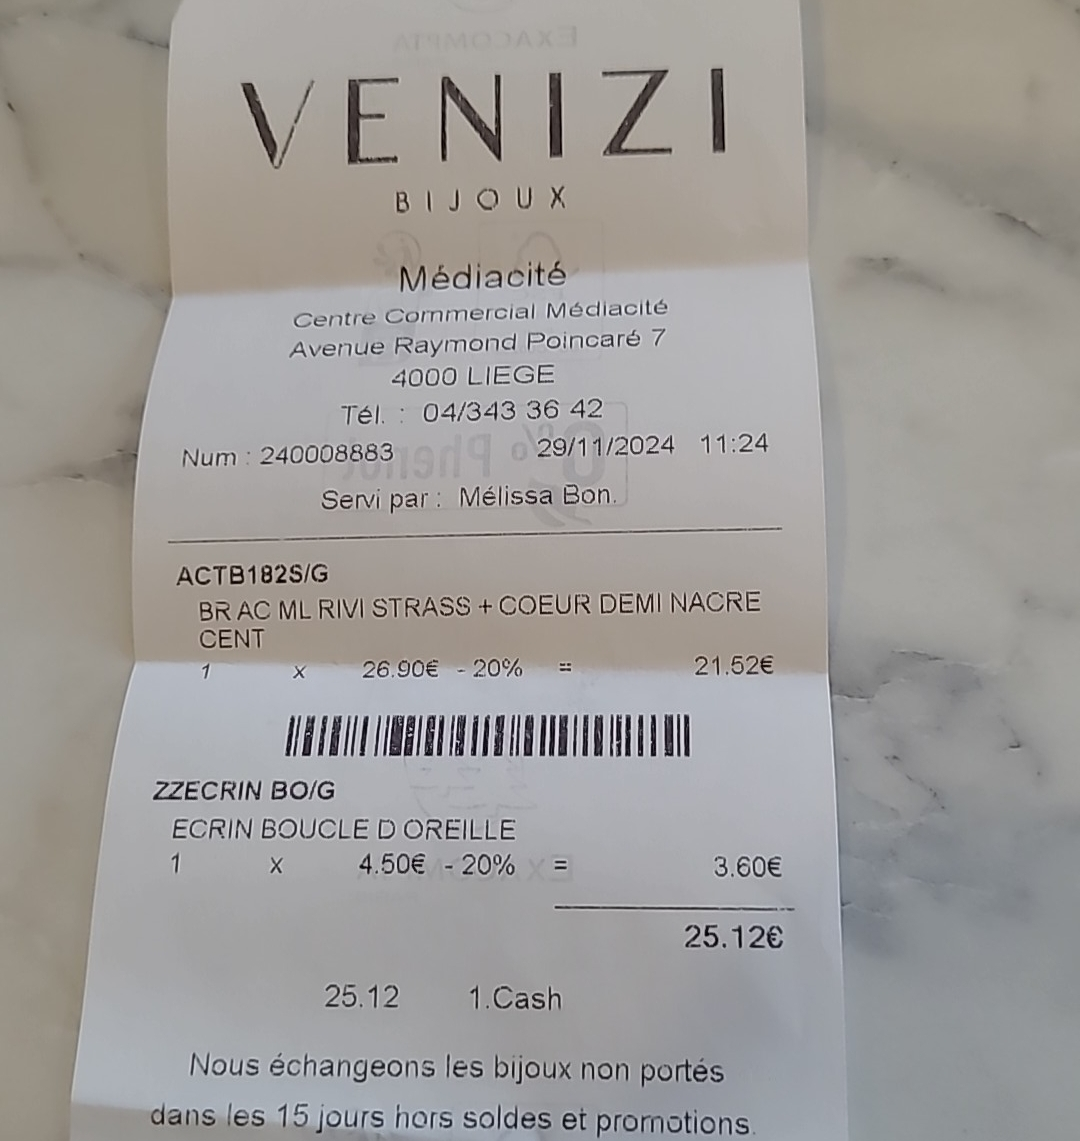 VENIZI
BIJOUX
Médiacité
Centre Commercial Médiacité
Avenue Raymond Poincaré 7
4000 LIEGE
Tél. : 04/343 36 42
Num : 240008883 29/11/2024 11:24
Servi par : Mélissa Bon.
ACTB182S/G
BR AC ML RIVI STRASS + COEUR DEMI NACRE
CENT
1 x 26.90€ - 20% = 21.52€
ZZECRIN BO/G
ECRIN BOUCLE D OREILLE
1 X 4.50€ - 20% = 3.60€
25.12€
25.12 1.Cash
Nous échangeons les bijoux non portés
dans les 15 jours hors soldes et promotions.